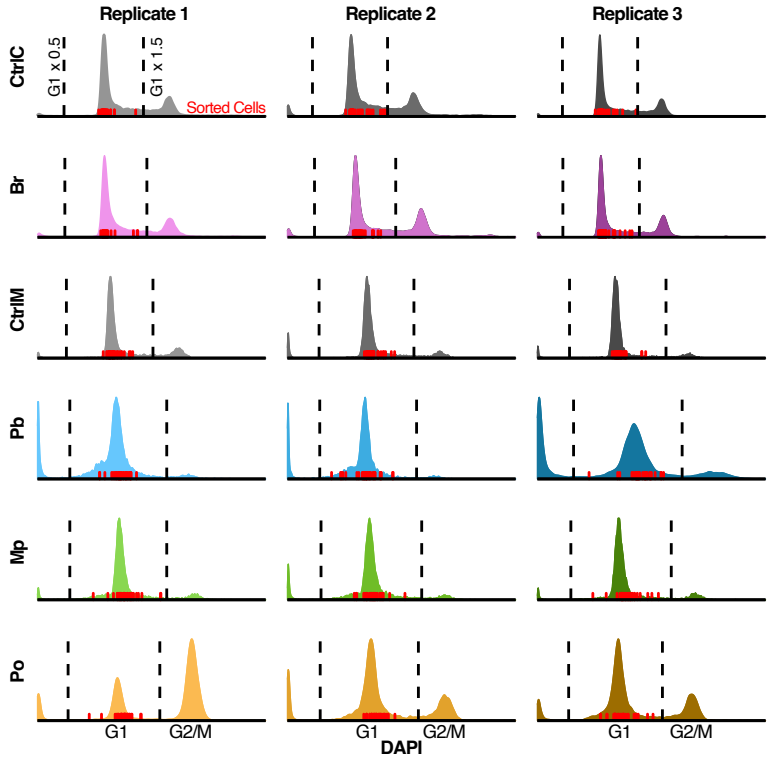 Replicate 1
Replicate 2
Replicate 3
CtrlC
G1 x 0.5
G1 x 1.5
Sorted Cells
Br
CtrlM
Pb
Mp
Po
G1
G2/M
G1
G2/M
G1
G2/M
DAPI